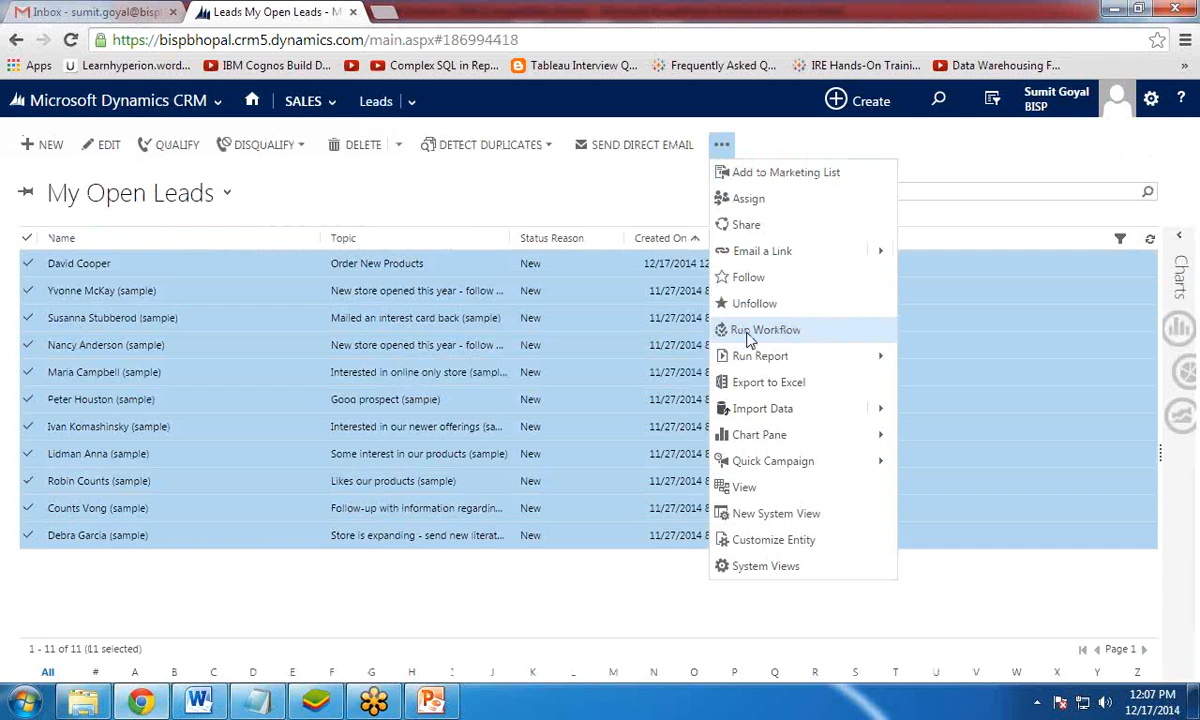 Inbox - sumit.goyal@bisp
Leads My Open Leads - M
https://bispbhopal.crm5.dynamics.com/main.aspx#186994418
Apps Learnhyperion.word... IBM Cognos Build D... Complex SQL in Rep... Tableau Interview Q... Frequently Asked Q... IRE Hands-On Traini... Data Warehousing F... »
Microsoft Dynamics CRM SALES Leads Create Sumit Goyal ?
BISP
NEW EDIT QUALIFY DISQUALIFY DELETE DETECT DUPLICATES SEND DIRECT EMAIL •••
My Open Leads
Name Topic Status Reason Created On
David Cooper Order New Products New 12/17/2014 12
Yvonne McKay (sample) New store opened this year - follow ... New 11/27/2014 8
Susanna Stubberod (sample) Mailed an interest card back (sample) New 11/27/2014 8
Nancy Anderson (sample) New store opened this year - follow ... New 11/27/2014 8
Maria Campbell (sample) Interested in online only store (sampl... New 11/27/2014 8
Peter Houston (sample) Good prospect (sample) New 11/27/2014 8
Ivan Komashinsky (sample) Interested in our newer offerings (sa... New 11/27/2014 8
Lidman Anna (sample) Some interest in our products (sample) New 11/27/2014 8
Robin Counts (sample) Likes our products (sample) New 11/27/2014 8
Counts Vong (sample) Follow-up with information regardin... New 11/27/2014 8
Debra Garcia (sample) Store is expanding - send new literat... New 11/27/2014 8
Add to Marketing List
Assign
Share
Email a Link
Follow
Unfollow
Run Workflow
Run Report
Export to Excel
Import Data
Chart Pane
Quick Campaign
View
New System View
Customize Entity
System Views
Charts
1 - 11 of 11 (11 selected) Page 1
All # A B C D E F G H I J K L M N O P Q R S T U V W X Y Z
12:07 PM
12/17/2014